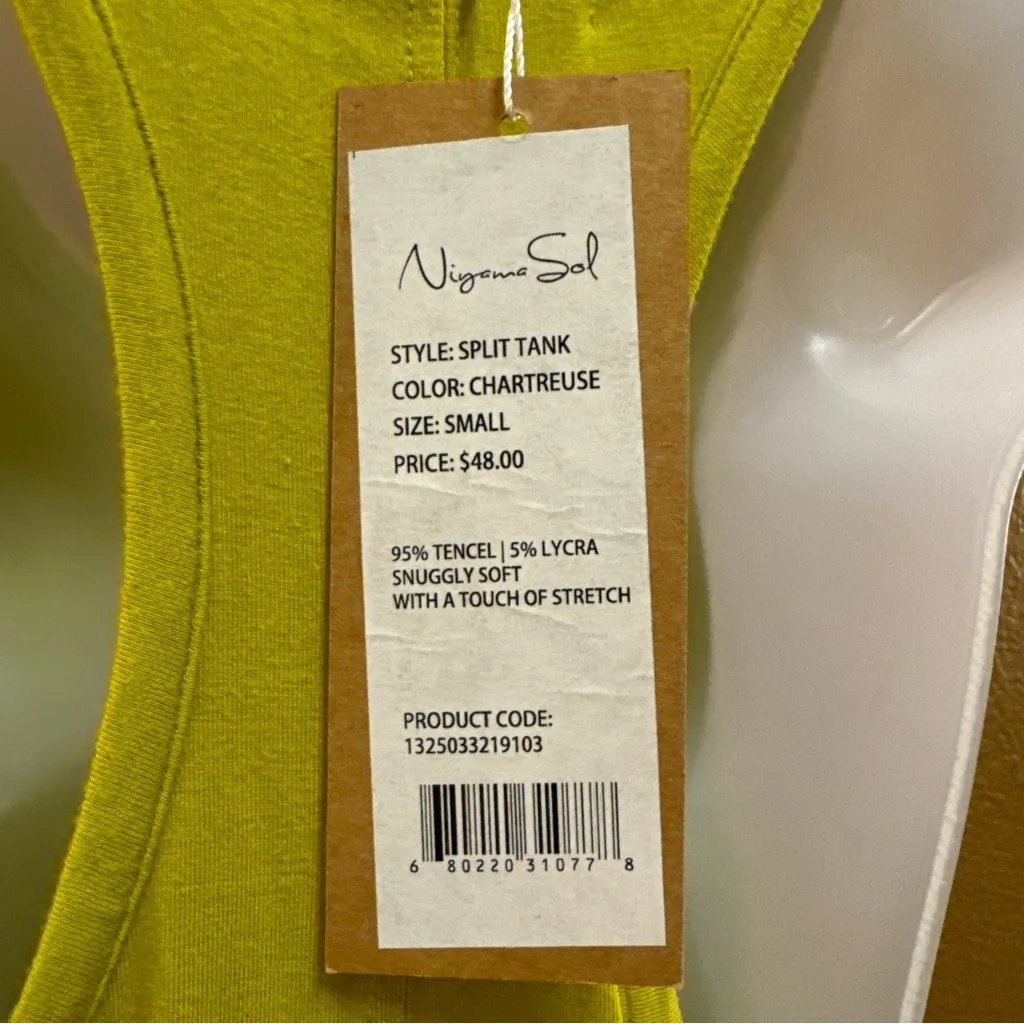 Niyama Sol
STYLE: SPLIT TANK
COLOR: CHARTREUSE
SIZE: SMALL
PRICE: $48.00
95% TENCEL | 5% LYCRA
SNUGGLY SOFT
WITH A TOUCH OF STRETCH
PRODUCT CODE:
1325033219103
6 80220 31077 8